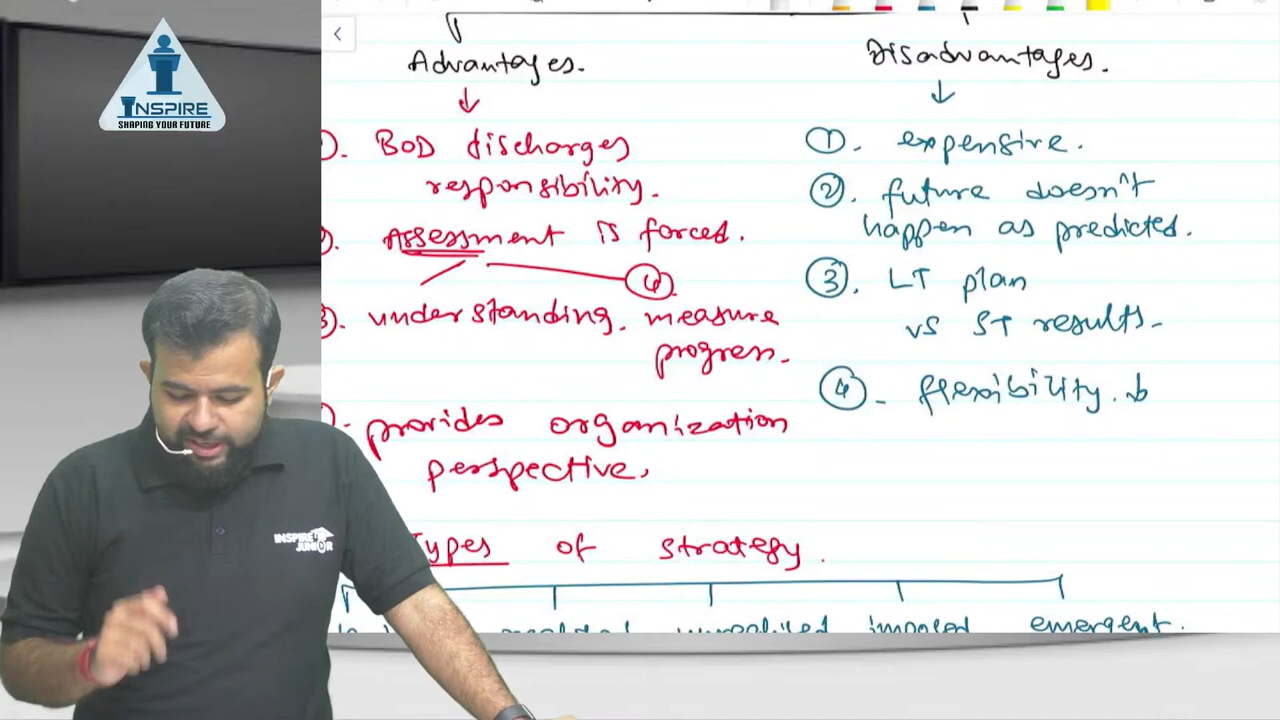 INSPIRE
SHAPING YOUR FUTURE
INSPIRE
JUNIOR
Advantages.
). BOD discharges
responsibility.
). Assessment is forced.
3). understanding.
4.
measure
progress.
). provides organization
perspective.
Disadvantages.
1. expensive.
2. future doesn't
happen as predicted.
3. LT plan
vs ST results.
4. flexibility. ↓
Types of strategy.
unrealised imposed emergent.